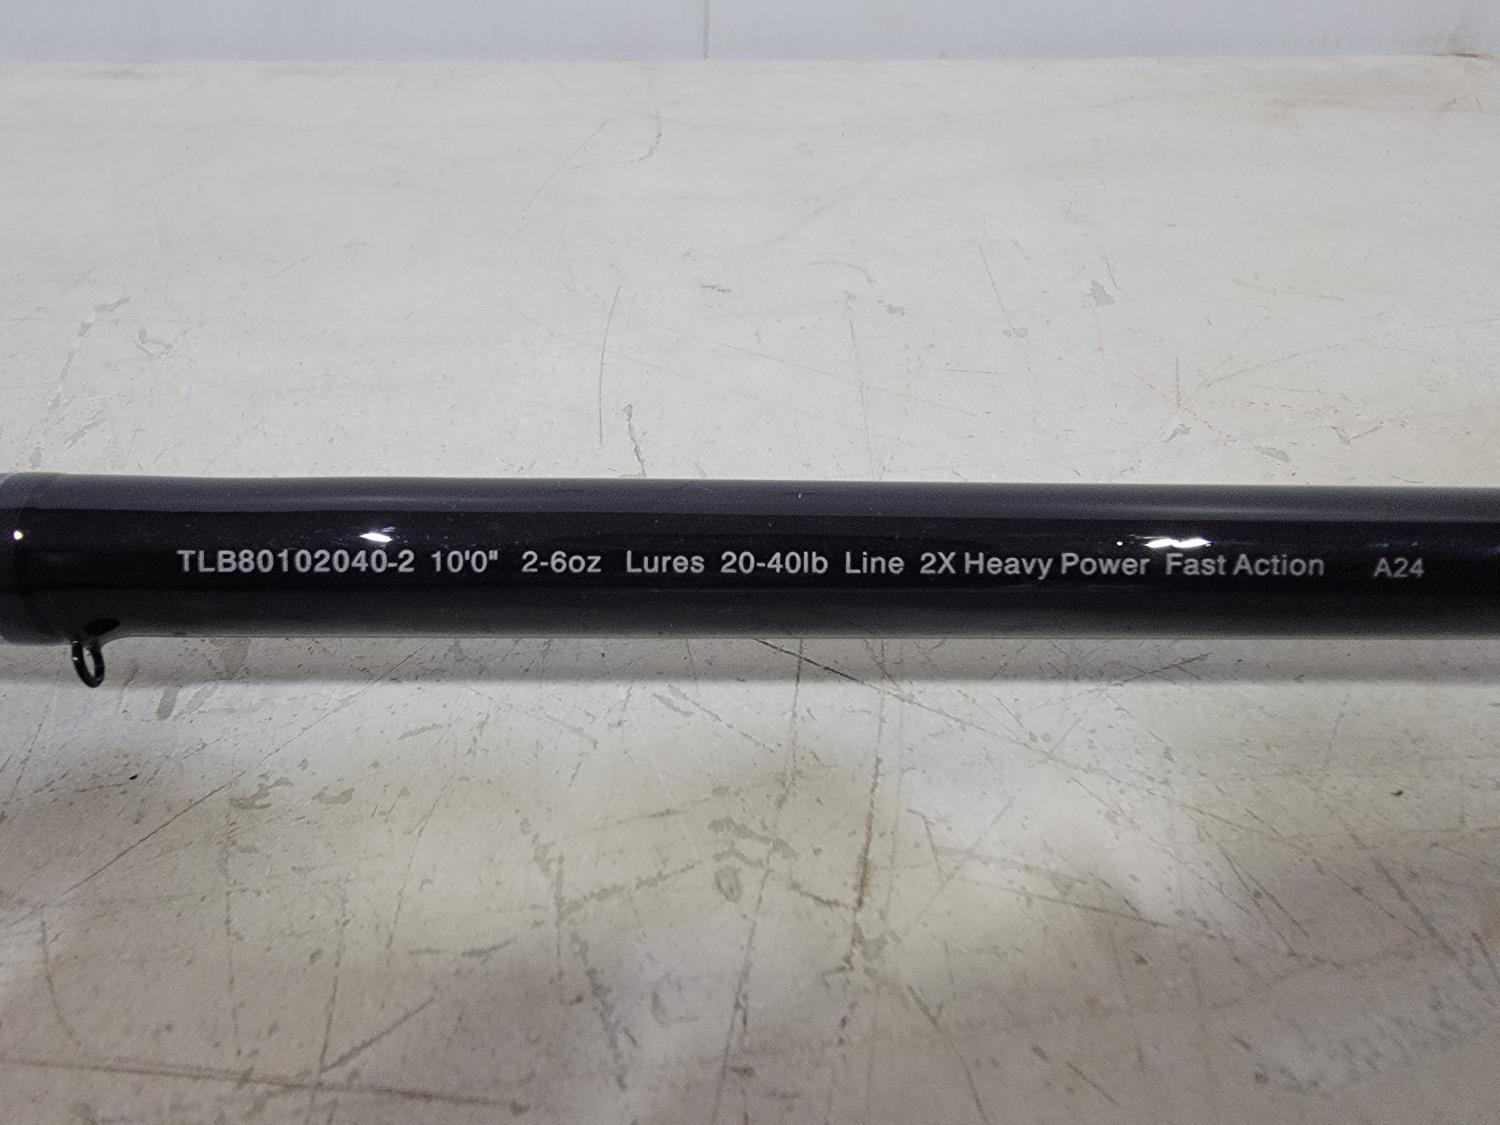 TLB80102040-2 10'0" 2-6oz Lures 20-40lb Line 2X Heavy Power Fast Action A24